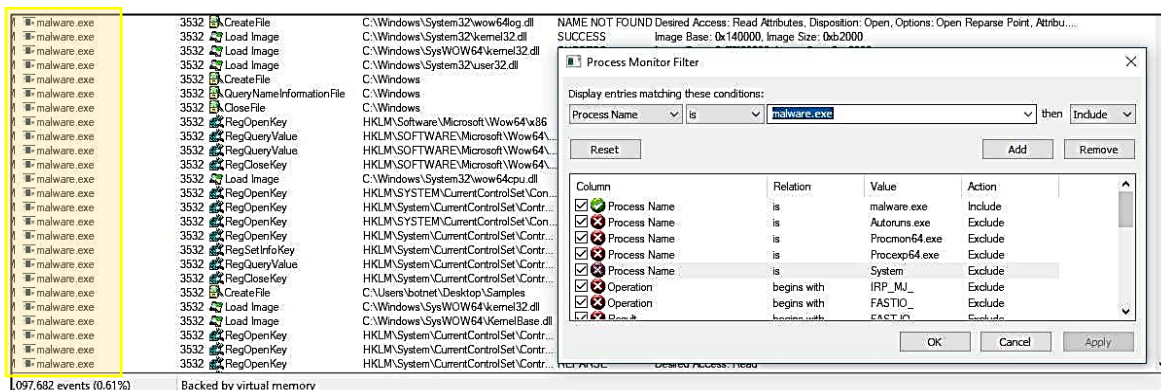 malware.exe 3532 CreateFile C:\Windows\System32\wow64log.dll NAME NOT FOUND Desired Access: Read Attributes, Disposition: Open, Options: Open Reparse Point, Attribu....
malware.exe 3532 Load Image C:\Windows\System32\kernel32.dll SUCCESS Image Base: 0x140000, Image Size: 0xb2000
malware.exe 3532 Load Image C:\Windows\SysWOW64\kernel32.dll
malware.exe 3532 Load Image C:\Windows\System32\user32.dll
malware.exe 3532 CreateFile C:\Windows
malware.exe 3532 QueryNameInformationFile C:\Windows
malware.exe 3532 CloseFile C:\Windows
malware.exe 3532 RegOpenKey HKLM\Software\Microsoft\Wow64\x86
malware.exe 3532 RegQueryValue HKLM\SOFTWARE\Microsoft\Wow64\...
malware.exe 3532 RegQueryValue HKLM\SOFTWARE\Microsoft\Wow64\...
malware.exe 3532 RegCloseKey HKLM\SOFTWARE\Microsoft\Wow64\...
malware.exe 3532 Load Image C:\Windows\System32\wow64cpu.dll
malware.exe 3532 RegOpenKey HKLM\SYSTEM\CurrentControlSet\Con...
malware.exe 3532 RegOpenKey HKLM\System\CurrentControlSet\Contr...
malware.exe 3532 RegOpenKey HKLM\SYSTEM\CurrentControlSet\Con...
malware.exe 3532 RegOpenKey HKLM\System\CurrentControlSet\Contr...
malware.exe 3532 RegSetInfoKey HKLM\System\CurrentControlSet\Contr...
malware.exe 3532 RegQueryValue HKLM\System\CurrentControlSet\Contr...
malware.exe 3532 RegCloseKey HKLM\System\CurrentControlSet\Contr...
malware.exe 3532 CreateFile C:\Users\botnet\Desktop\Samples
malware.exe 3532 Load Image C:\Windows\SysWOW64\kernel32.dll
malware.exe 3532 Load Image C:\Windows\SysWOW64\KernelBase.dll
malware.exe 3532 RegOpenKey HKLM\System\CurrentControlSet\Contr...
malware.exe 3532 RegOpenKey HKLM\System\CurrentControlSet\Contr...
malware.exe 3532 RegOpenKey HKLM\System\CurrentControlSet\Contr... REPARSE Desired Access: Read
1,097,682 events (0.61%) Backed by virtual memory
Process Monitor Filter
Display entries matching these conditions:
Process Name is malware.exe then Include
Reset Add Remove
Column Relation Value Action
Process Name is malware.exe Include
Process Name is Autoruns.exe Exclude
Process Name is Procmon64.exe Exclude
Process Name is Procexp64.exe Exclude
Process Name is System Exclude
Operation begins with IRP_MJ_ Exclude
Operation begins with FASTIO_ Exclude
Result begins with FAST IO Exclude
OK Cancel Apply